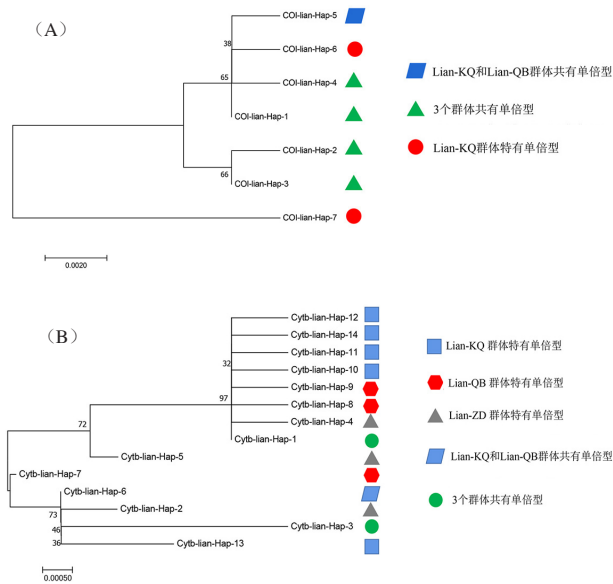 （A）
COI-lian-Hap-5
38
COI-lian-Hap-6
COI-lian-Hap-4
65
COI-lian-Hap-1
COI-lian-Hap-2
66
COI-lian-Hap-3
COI-lian-Hap-7
0.0020
Lian-KQ和Lian-QB群体共有单倍型
3个群体共有单倍型
Lian-KQ群体特有单倍型
（B）
Cytb-lian-Hap-12
Cytb-lian-Hap-14
Cytb-lian-Hap-11
32
Cytb-lian-Hap-10
Cytb-lian-Hap-9
97
Cytb-lian-Hap-8
Cytb-lian-Hap-4
72
Cytb-lian-Hap-1
Cytb-lian-Hap-5
Cytb-lian-Hap-7
Cytb-lian-Hap-6
73
Cytb-lian-Hap-2
46
Cytb-lian-Hap-3
36
Cytb-lian-Hap-13
0.00050
Lian-KQ 群体特有单倍型
Lian-QB 群体特有单倍型
Lian-ZD 群体特有单倍型
Lian-KQ和Lian-QB群体共有单倍型
3个群体共有单倍型